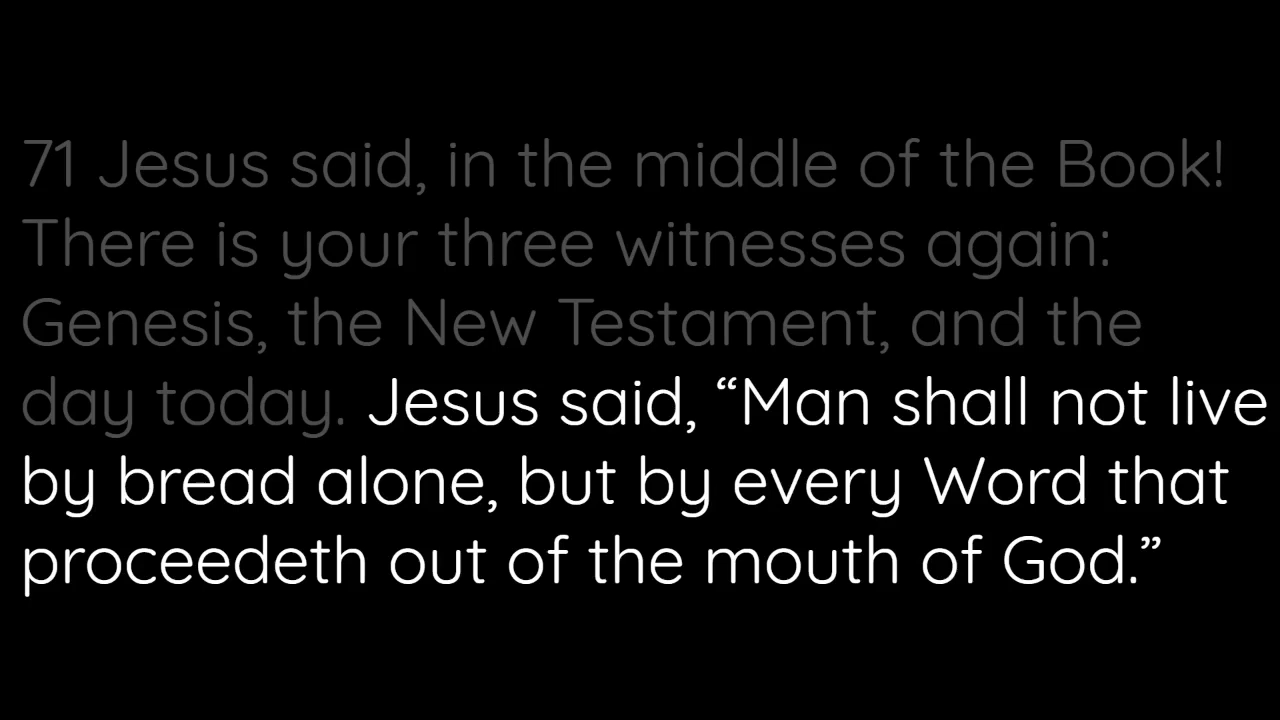 71 Jesus said, in the middle of the Book!
There is your three witnesses again:
Genesis, the New Testament, and the
day today. Jesus said, “Man shall not live
by bread alone, but by every Word that
proceedeth out of the mouth of God.”